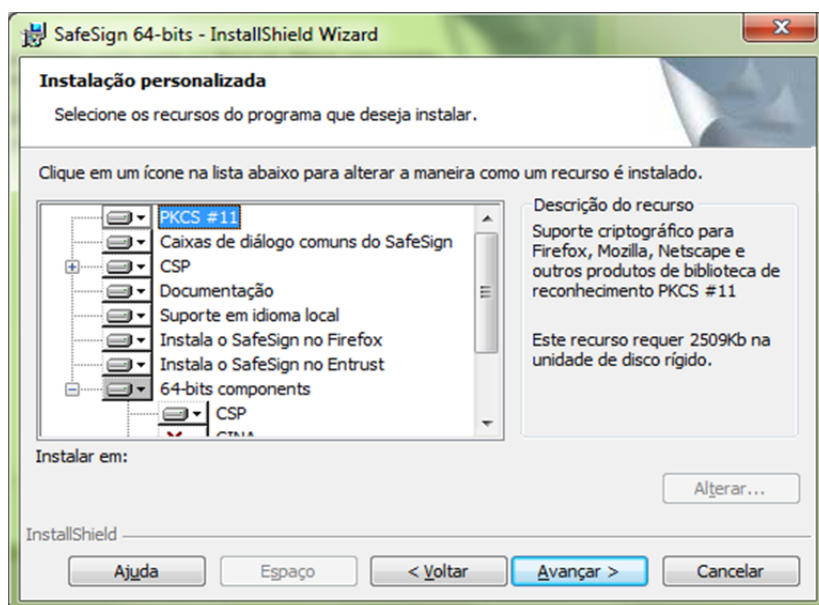 SafeSign 64-bits - InstallShield Wizard
Instalação personalizada
Selecione os recursos do programa que deseja instalar.
Clique em um ícone na lista abaixo para alterar a maneira como um recurso é instalado.
PKCS #11
Caixas de diálogo comuns do SafeSign
CSP
Documentação
Suporte em idioma local
Instala o SafeSign no Firefox
Instala o SafeSign no Entrust
64-bits components
CSP
GINA
Descrição do recurso
Suporte criptográfico para
Firefox, Mozilla, Netscape e
outros produtos de biblioteca de
reconhecimento PKCS #11
Este recurso requer 2509Kb na
unidade de disco rígido.
Instalar em:
Alterar...
InstallShield
Ajuda
Espaço
< Voltar
Avançar >
Cancelar